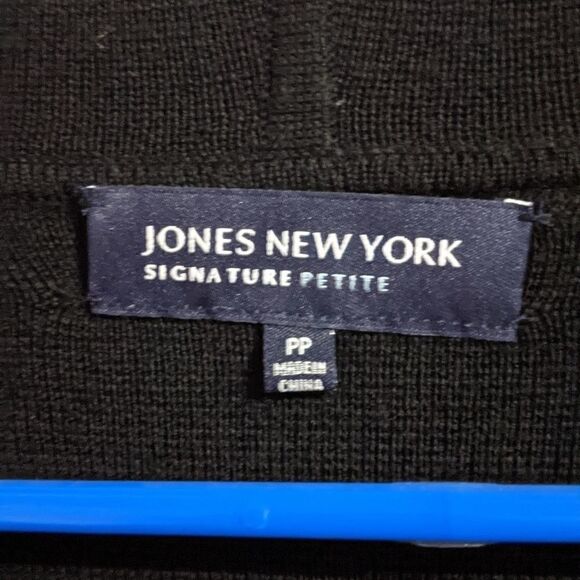 JONES NEW YORK
SIGNATURE PETITE
PP
MADE IN
CHINA